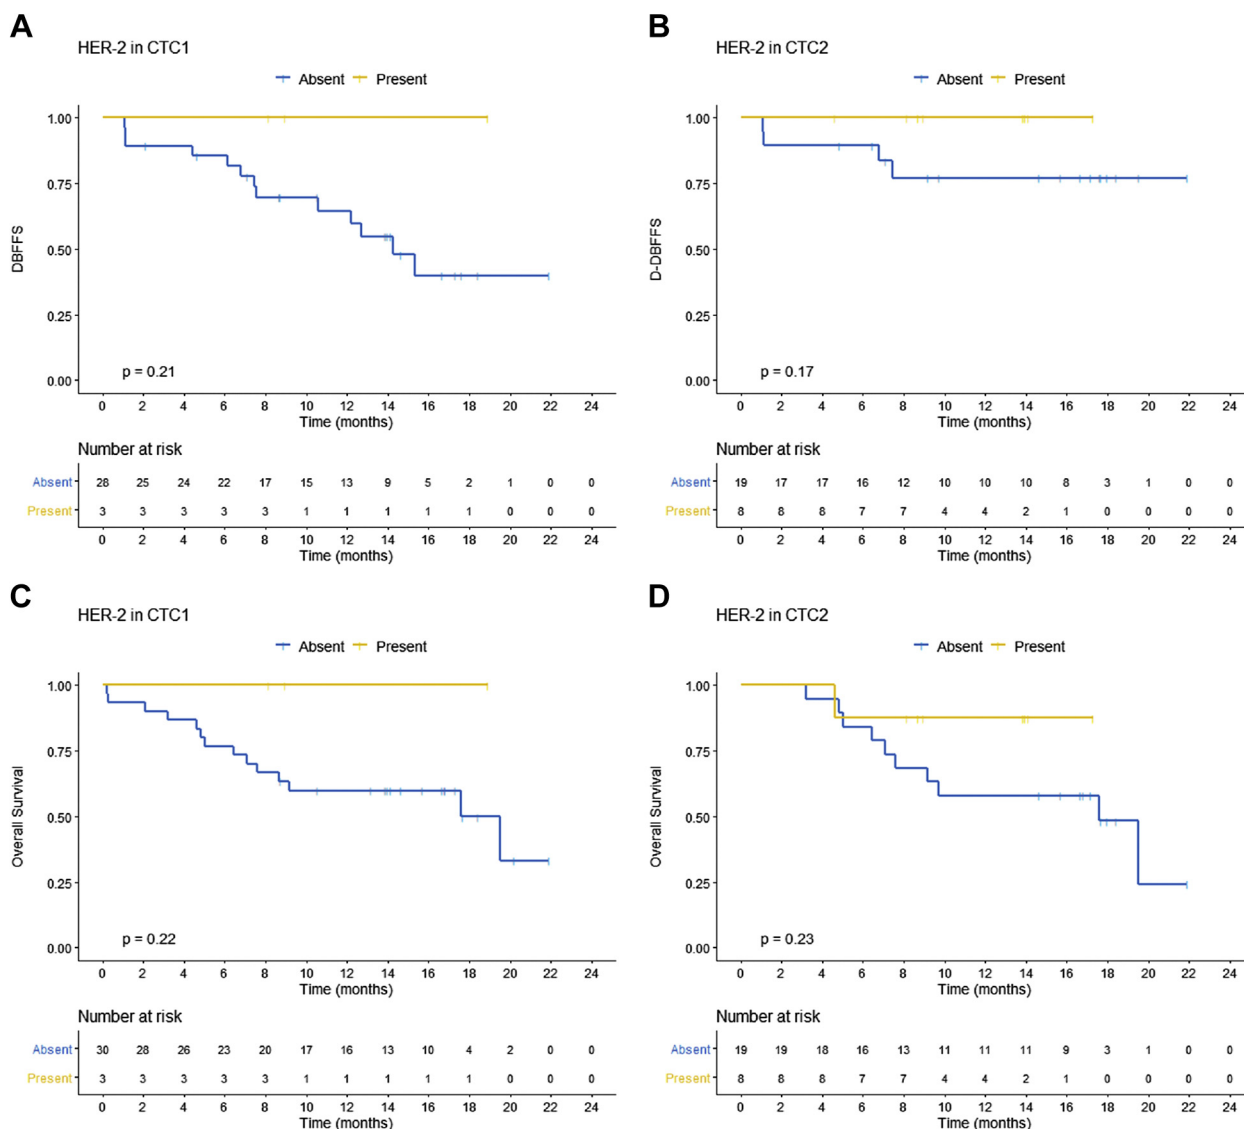 A
HER-2 in CTC1
Absent Present
1.00
0.75
0.50
0.25
0.00
DBFFS
p = 0.21
0 2 4 6 8 10 12 14 16 18 20 22 24
Time (months)
Number at risk
Absent 28 25 24 22 17 15 13 9 5 2 1 0 0
Present 3 3 3 3 3 1 1 1 1 1 0 0 0
0 2 4 6 8 10 12 14 16 18 20 22 24
Time (months)
B
HER-2 in CTC2
Absent Present
1.00
0.75
0.50
0.25
0.00
D-DBFFS
p = 0.17
0 2 4 6 8 10 12 14 16 18 20 22 24
Time (months)
Number at risk
Absent 19 17 17 16 12 10 10 10 8 3 1 0 0
Present 8 8 8 7 7 4 4 2 1 0 0 0 0
0 2 4 6 8 10 12 14 16 18 20 22 24
Time (months)
C
HER-2 in CTC1
Absent Present
1.00
0.75
0.50
0.25
0.00
Overall Survival
p = 0.22
0 2 4 6 8 10 12 14 16 18 20 22 24
Time (months)
Number at risk
Absent 30 28 26 23 20 17 16 13 10 4 2 0 0
Present 3 3 3 3 3 1 1 1 1 1 0 0 0
0 2 4 6 8 10 12 14 16 18 20 22 24
Time (months)
D
HER-2 in CTC2
Absent Present
1.00
0.75
0.50
0.25
0.00
Overall Survival
p = 0.23
0 2 4 6 8 10 12 14 16 18 20 22 24
Time (months)
Number at risk
Absent 19 19 18 16 13 11 11 11 9 3 1 0 0
Present 8 8 8 7 7 4 4 2 1 0 0 0 0
0 2 4 6 8 10 12 14 16 18 20 22 24
Time (months)